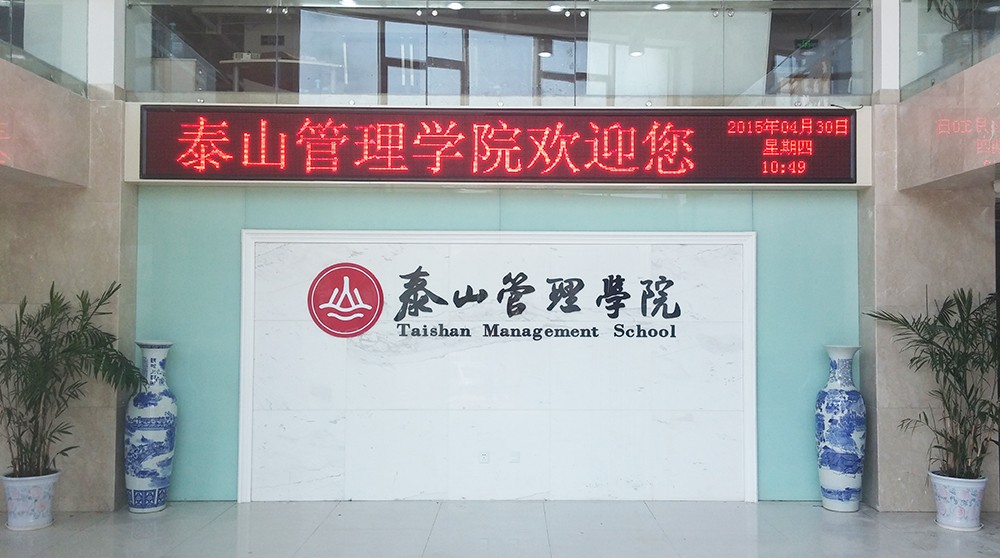 泰山管理学院欢迎您
2015年04月30日
星期四
10:49
泰山管理學院
Taishan Management School